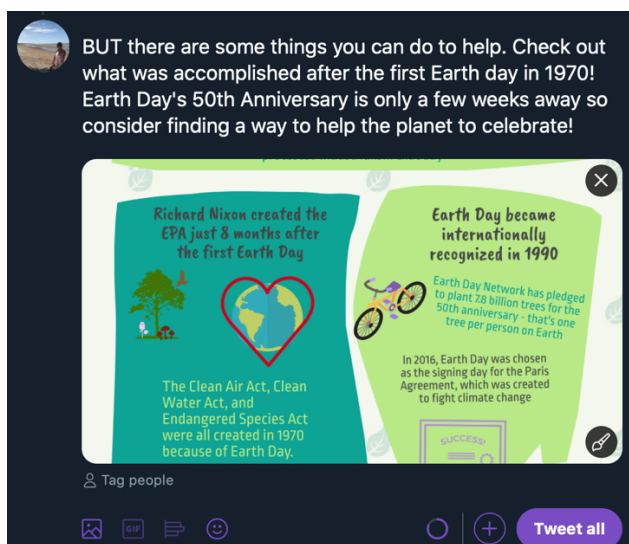 BUT there are some things you can do to help. Check out
what was accomplished after the first Earth day in 1970!
Earth Day's 50th Anniversary is only a few weeks away so
consider finding a way to help the planet to celebrate!
Richard Nixon created the
EPA just 8 months after
the first Earth Day
The Clean Air Act, Clean
Water Act, and
Endangered Species Act
were all created in 1970
because of Earth Day.
Earth Day became
internationally
recognized in 1990
Earth Day Network has pledged
to plant 7.8 billion trees for the
50th anniversary - that's one
tree per person on Earth
In 2016, Earth Day was chosen
as the signing day for the Paris
Agreement, which was created
to fight climate change
SUCCESS!
Tag people
GIF
Tweet all